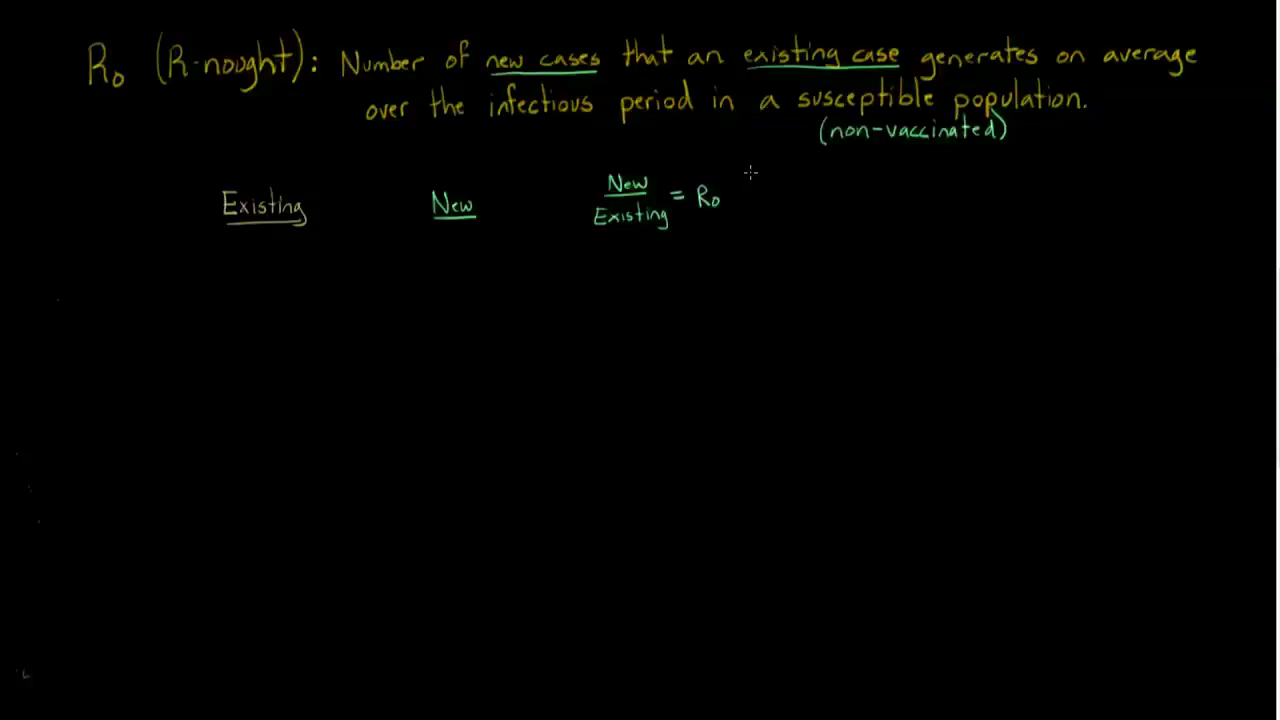 R₀ (R-nought): Number of new cases that an existing case generates on average
over the infectious period in a susceptible population.
(non-vaccinated)
Existing New New/Existing = R₀